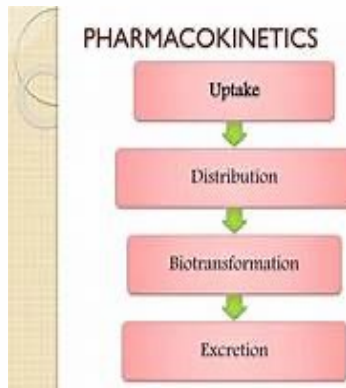 PHARMACOKINETICS
Uptake
Distribution
Biotransformation
Excretion